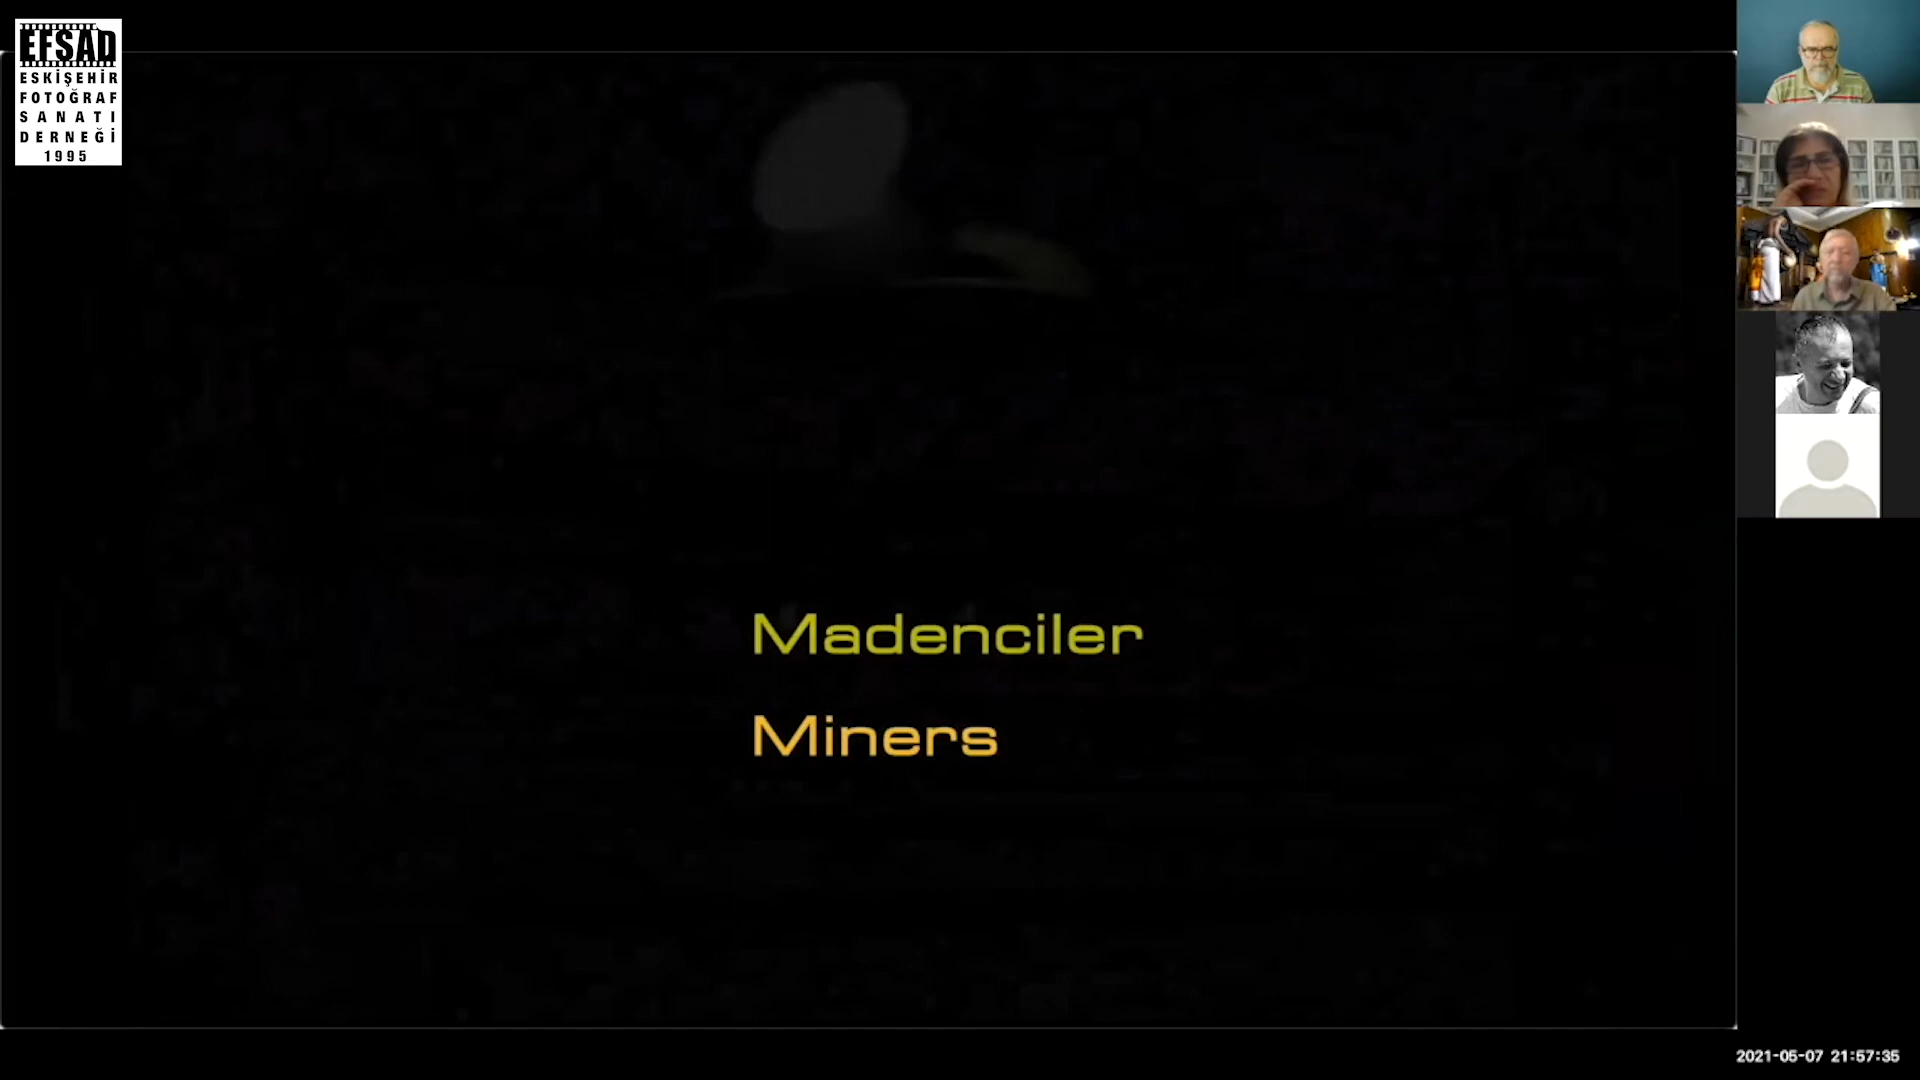 EFSAD
ESKİŞEHİR
FOTOĞRAF
SANATI
DERNEĞİ
1995
Madenciler
Miners
2021-05-07 21:57:35